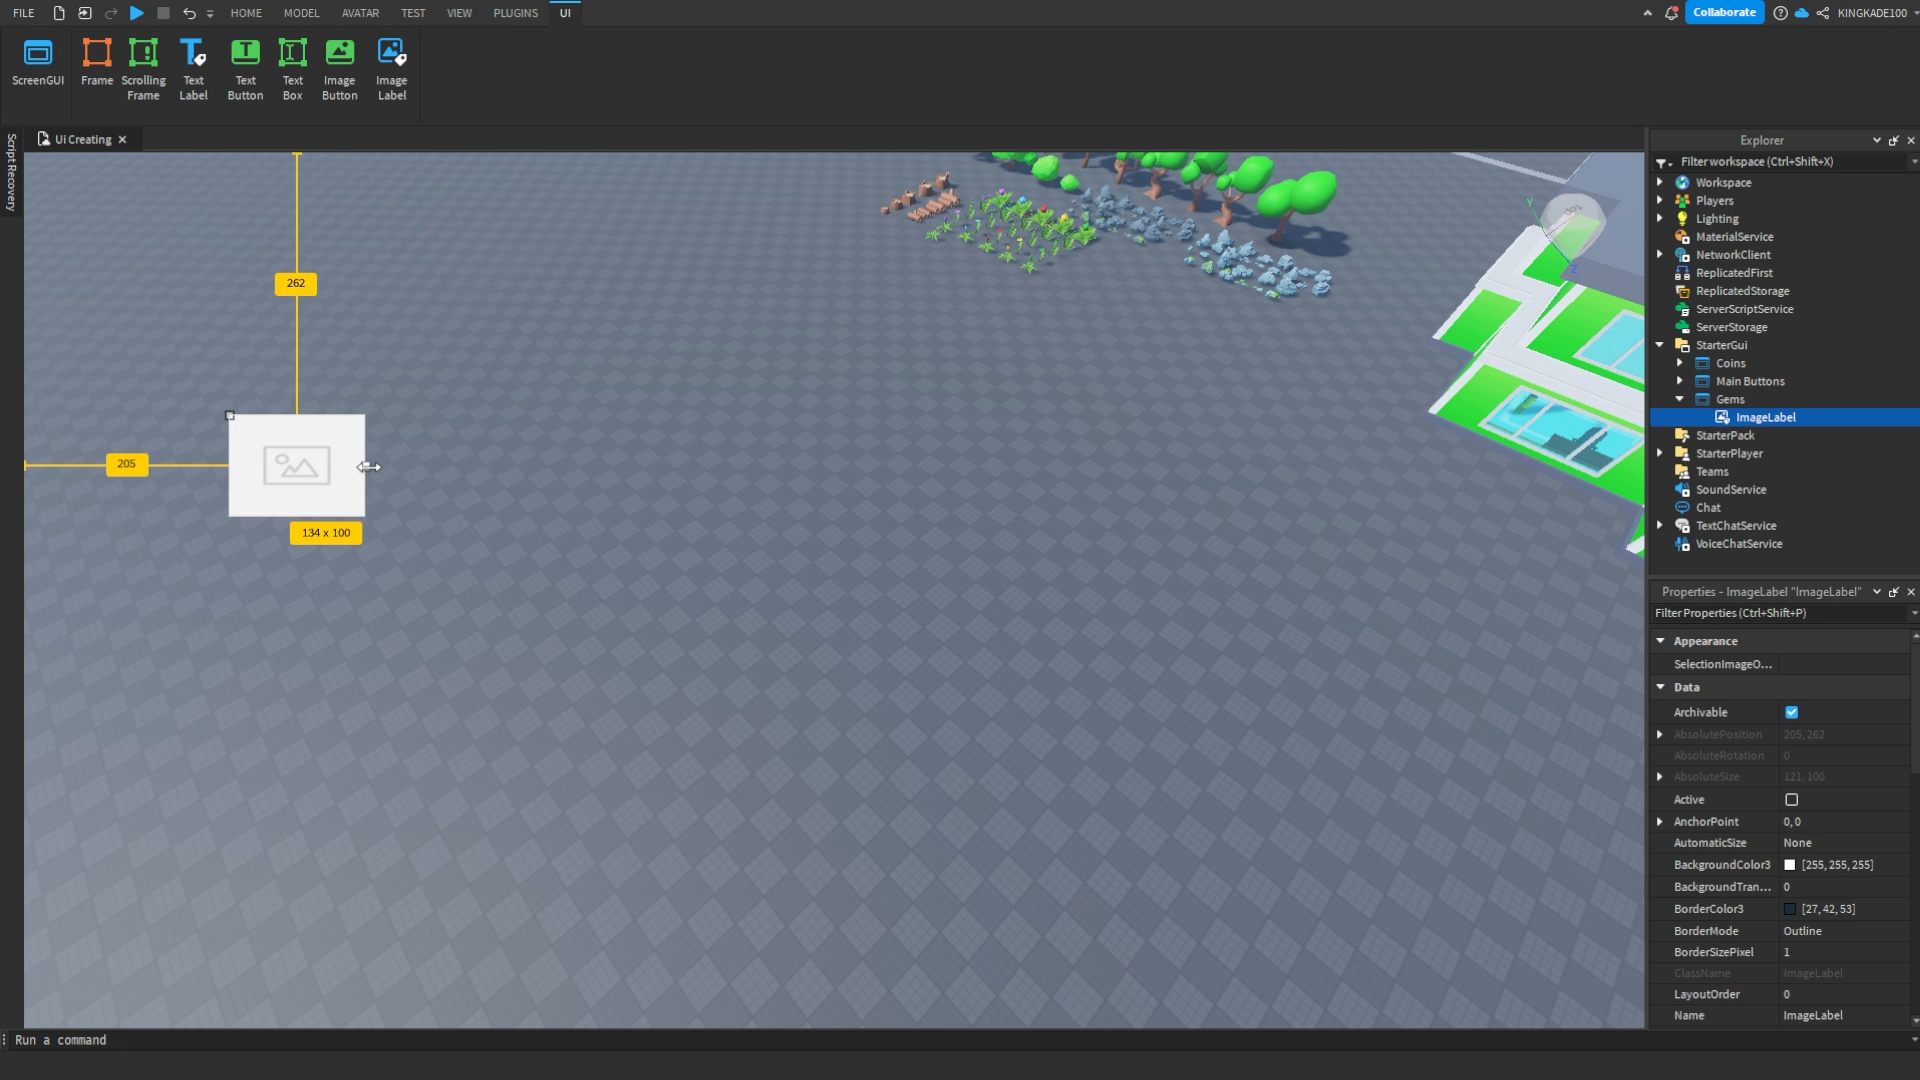 FILE
HOME
MODEL
AVATAR
TEST
VIEW
PLUGINS
UI
Collaborate
KINGKADE100
ScreenGUI
Frame
Scrolling
Frame
Text
Label
Text
Button
Text
Box
Image
Button
Image
Label
Script Recovery
Ui Creating
262
205
134 x 100
Y
Z
Explorer
Filter workspace (Ctrl+Shift+X)
Workspace
Players
Lighting
MaterialService
NetworkClient
ReplicatedFirst
ReplicatedStorage
ServerScriptService
ServerStorage
StarterGui
Coins
Main Buttons
Gems
ImageLabel
StarterPack
StarterPlayer
Teams
SoundService
Chat
TextChatService
VoiceChatService
Properties - ImageLabel "ImageLabel"
Filter Properties (Ctrl+Shift+P)
Appearance
SelectionImageO...
Data
Archivable
AbsolutePosition 205, 262
AbsoluteRotation 0
AbsoluteSize 121, 100
Active
AnchorPoint 0, 0
AutomaticSize None
BackgroundColor3 [255, 255, 255]
BackgroundTran... 0
BorderColor3 [27, 42, 53]
BorderMode Outline
BorderSizePixel 1
ClassName ImageLabel
LayoutOrder 0
Name ImageLabel
Run a command